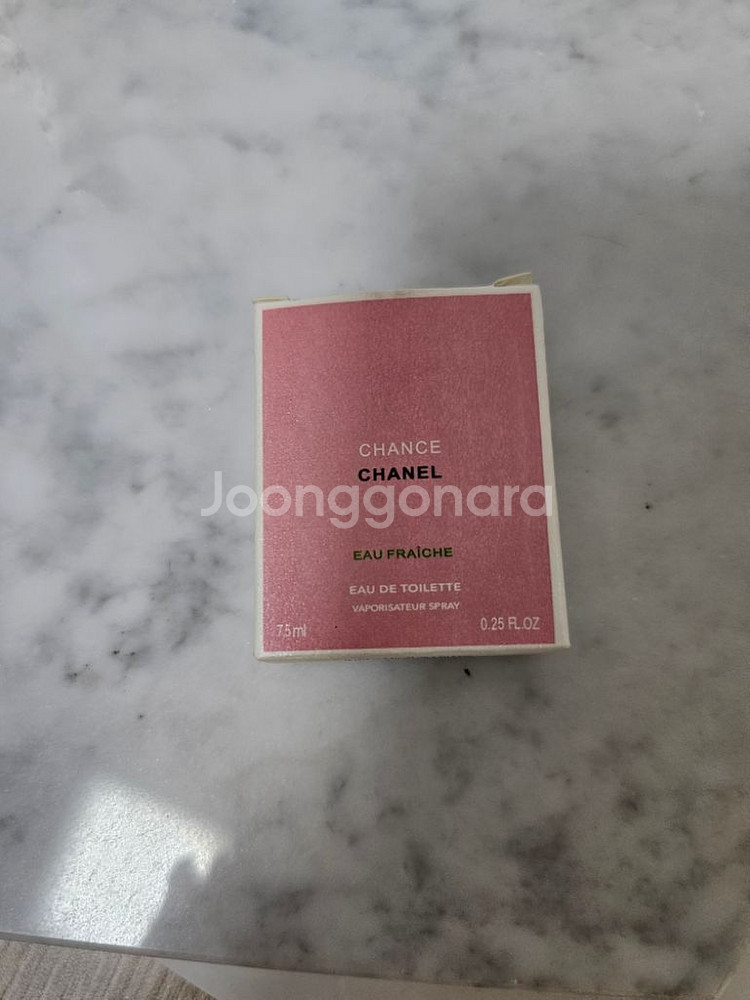 CHANCE
CHANEL
Joonggonara
EAU FRAÎCHE
EAU DE TOILETTE
VAPORISATEUR SPRAY
7.5ml 0.25 FL.OZ